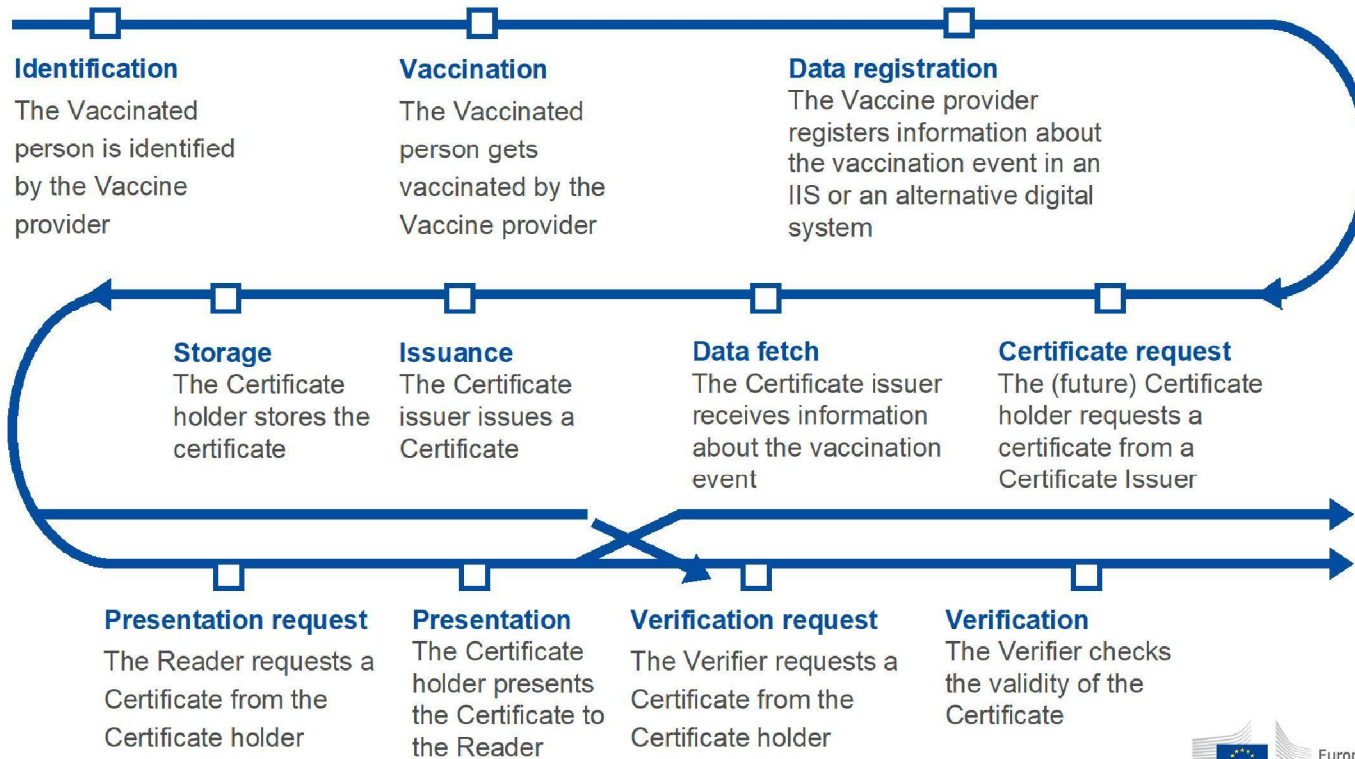 Identification
The Vaccinated
person is identified
by the Vaccine
provider
Vaccination
The Vaccinated
person gets
vaccinated by the
Vaccine provider
Data registration
The Vaccine provider
registers information about
the vaccination event in an
IIS or an alternative digital
system
Storage
The Certificate
holder stores the
certificate
Issuance
The Certificate
issuer issues a
Certificate
Data fetch
The Certificate issuer
receives information
about the vaccination
event
Certificate request
The (future) Certificate
holder requests a
certificate from a
Certificate Issuer
Presentation request
The Reader requests a
Certificate from the
Certificate holder
Presentation
The Certificate
holder presents
the Certificate to
the Reader
Verification request
The Verifier requests a
Certificate from the
Certificate holder
Verification
The Verifier checks
the validity of the
Certificate